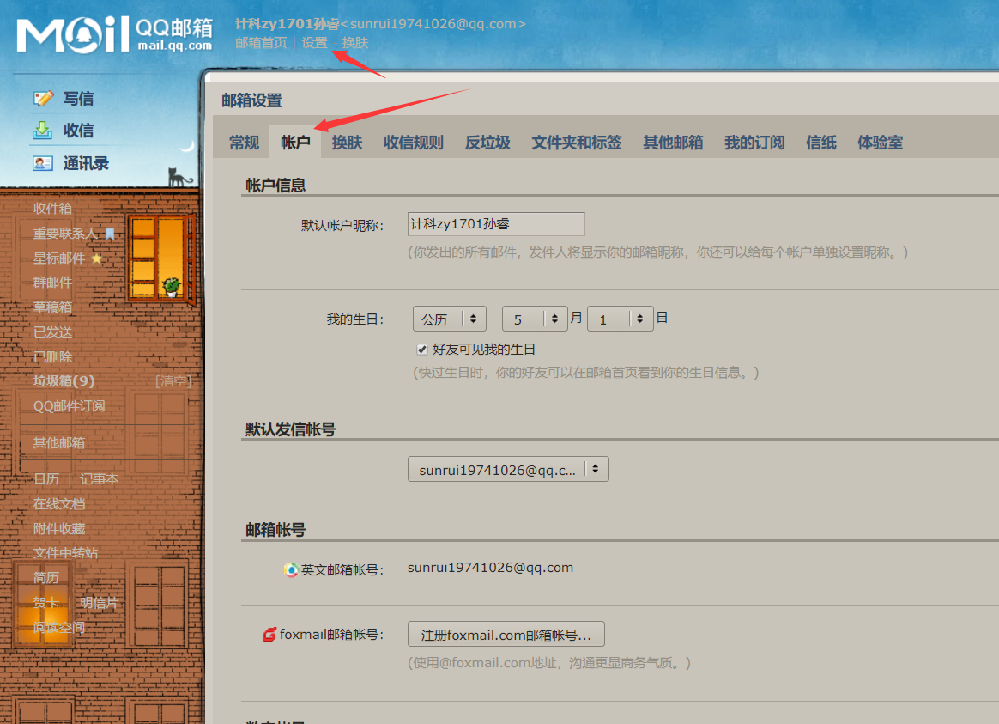 MOil QQ邮箱
mail.qq.com
计科zy1701孙睿<sunrui19741026@qq.com>
邮箱首页 | 设置 - 换肤
写信
收信
通讯录
收件箱
重要联系人
星标邮件
群邮件
草稿箱
已发送
已删除
垃圾箱(9) [清空]
QQ邮件订阅
其他邮箱
日历 | 记事本
在线文档
附件收藏
文件中转站
简历
贺卡 | 明信片
阅读空间
邮箱设置
常规 帐户 换肤 收信规则 反垃圾 文件夹和标签 其他邮箱 我的订阅 信纸 体验室
帐户信息
默认帐户昵称: 计科zy1701孙睿
(你发出的所有邮件，发件人将显示你的邮箱昵称，你还可以给每个帐户单独设置昵称。)
我的生日: 公历 5 月 1 日
好友可见我的生日
(快过生日时，你的好友可以在邮箱首页看到你的生日信息。)
默认发信帐号
sunrui19741026@qq.c...
邮箱帐号
英文邮箱帐号: sunrui19741026@qq.com
foxmail邮箱帐号: 注册foxmail.com邮箱帐号...
(使用@foxmail.com地址，沟通更显商务气质。)